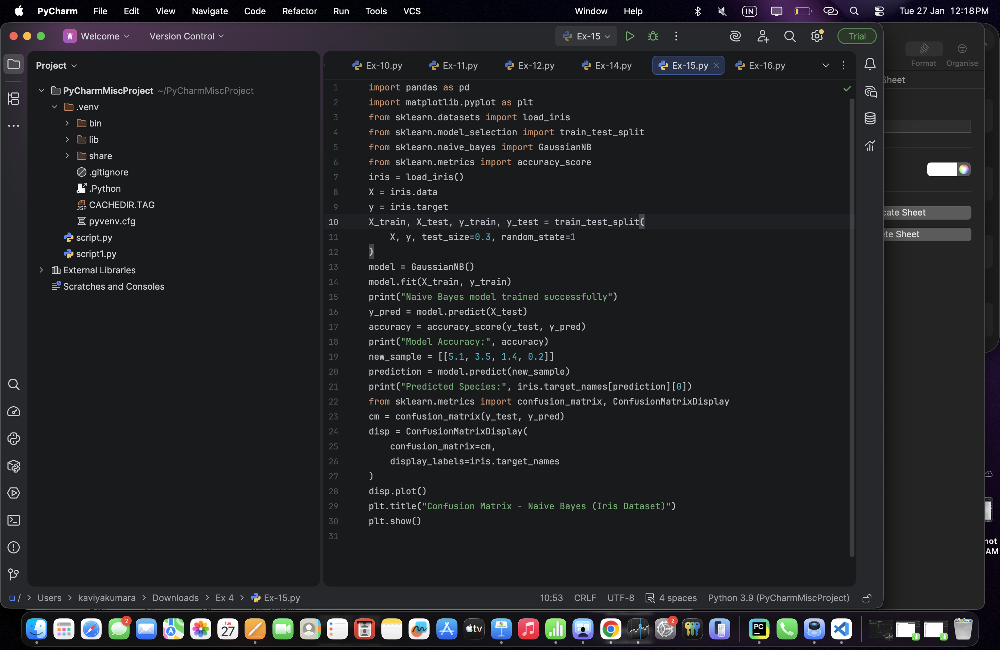 PyCharm File Edit View Navigate Code Refactor Run Tools VCS Window Help IN Tue 27 Jan 12:18 PM
W Welcome Version Control Ex-15 Trial
Project
Ex-10.py Ex-11.py Ex-12.py Ex-14.py Ex-15.py Ex-16.py
Format Organise
Sheet
PyCharmMiscProject ~/PyCharmMiscProject
.venv
bin
lib
share
.gitignore
.Python
JSP CACHEDIR.TAG
pyvenv.cfg
script.py
script1.py
External Libraries
Scratches and Consoles
1 import pandas as pd
2 import matplotlib.pyplot as plt
3 from sklearn.datasets import load_iris
4 from sklearn.model_selection import train_test_split
5 from sklearn.naive_bayes import GaussianNB
6 from sklearn.metrics import accuracy_score
7 iris = load_iris()
8 X = iris.data
9 y = iris.target
10 X_train, X_test, y_train, y_test = train_test_split(
11 X, y, test_size=0.3, random_state=1
12 )
13 model = GaussianNB()
14 model.fit(X_train, y_train)
15 print("Naive Bayes model trained successfully")
16 y_pred = model.predict(X_test)
17 accuracy = accuracy_score(y_test, y_pred)
18 print("Model Accuracy:", accuracy)
19 new_sample = [[5.1, 3.5, 1.4, 0.2]]
20 prediction = model.predict(new_sample)
21 print("Predicted Species:", iris.target_names[prediction][0])
22 from sklearn.metrics import confusion_matrix, ConfusionMatrixDisplay
23 cm = confusion_matrix(y_test, y_pred)
24 disp = ConfusionMatrixDisplay(
25 confusion_matrix=cm,
26 display_labels=iris.target_names
27 )
28 disp.plot()
29 plt.title("Confusion Matrix - Naive Bayes (Iris Dataset)")
30 plt.show()
31
cate Sheet
te Sheet
not
AM
/ > Users > kaviyakumara > Downloads > Ex 4 > Ex-15.py 10:53 CRLF UTF-8 4 spaces Python 3.9 (PyCharmMiscProject)
2 Tue 27 tv 2 PC